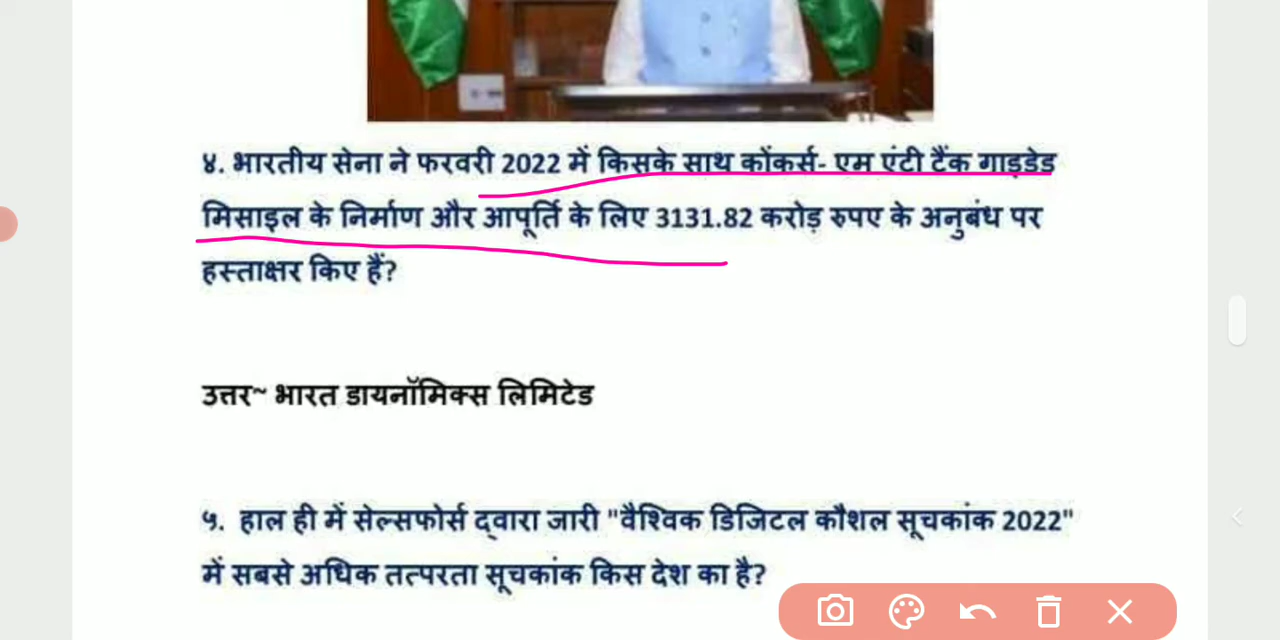 ४. भारतीय सेना ने फरवरी 2022 में किसके साथ कोंकर्स- एम एंटी टैंक गाइडेड
मिसाइल के निर्माण और आपूर्ति के लिए 3131.82 करोड़ रुपए के अनुबंध पर
हस्ताक्षर किए हैं?
उत्तर~ भारत डायनॉमिक्स लिमिटेड
५. हाल ही में सेल्सफोर्स द्वारा जारी "वैश्विक डिजिटल कौशल सूचकांक 2022"
में सबसे अधिक तत्परता सूचकांक किस देश का है?